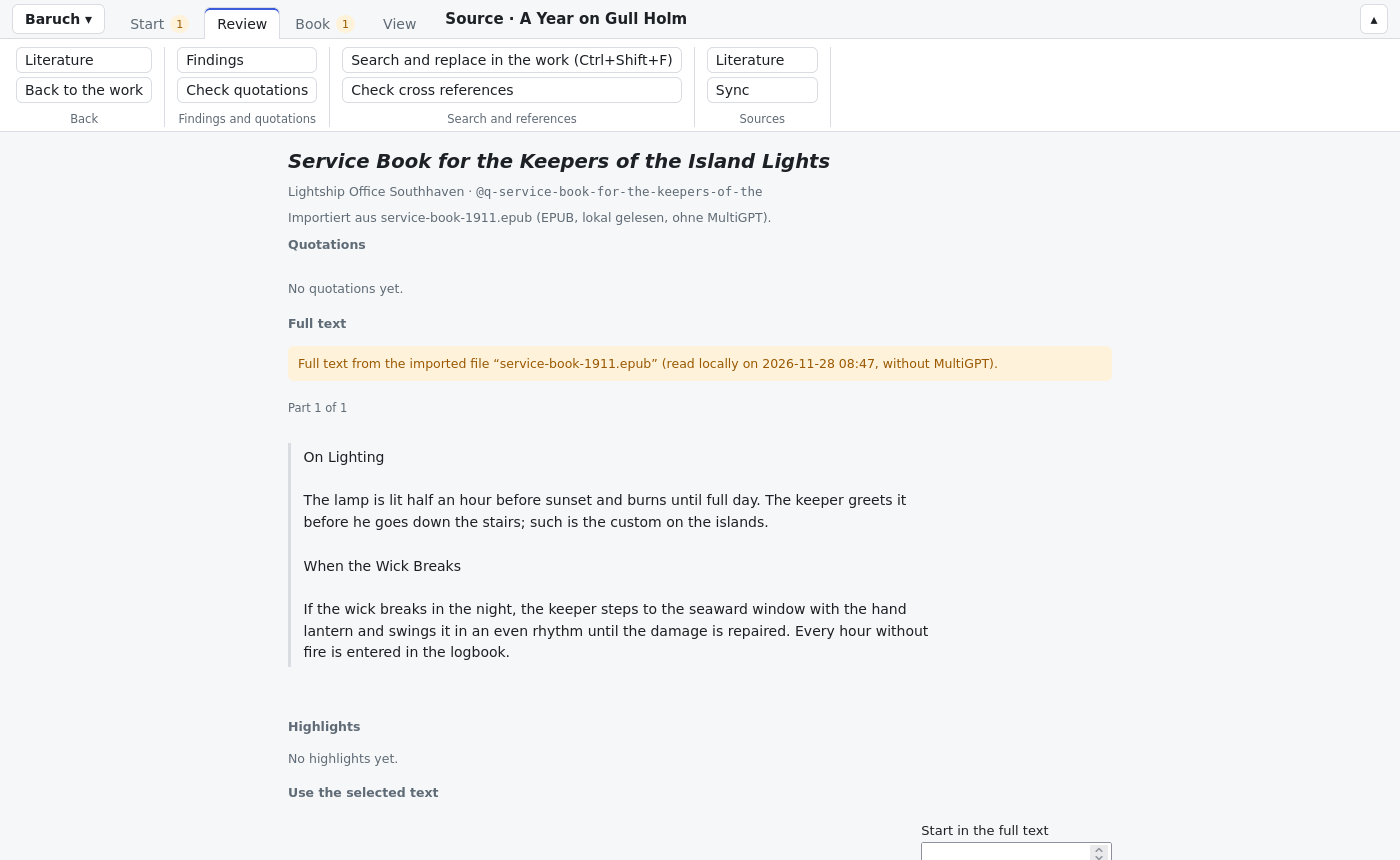 Baruch ▾
Start 1
Review
Book 1
View
Source · A Year on Gull Holm
▲
Literature
Back to the work
Back
Findings
Check quotations
Findings and quotations
Search and replace in the work (Ctrl+Shift+F)
Check cross references
Search and references
Literature
Sync
Sources
Service Book for the Keepers of the Island Lights
Lightship Office Southhaven · @q-service-book-for-the-keepers-of-the
Importiert aus service-book-1911.epub (EPUB, lokal gelesen, ohne MultiGPT).
Quotations
No quotations yet.
Full text
Full text from the imported file “service-book-1911.epub” (read locally on 2026-11-28 08:47, without MultiGPT).
Part 1 of 1
On Lighting
The lamp is lit half an hour before sunset and burns until full day. The keeper greets it
before he goes down the stairs; such is the custom on the islands.
When the Wick Breaks
If the wick breaks in the night, the keeper steps to the seaward window with the hand
lantern and swings it in an even rhythm until the damage is repaired. Every hour without
fire is entered in the logbook.
Highlights
No highlights yet.
Use the selected text
Start in the full text